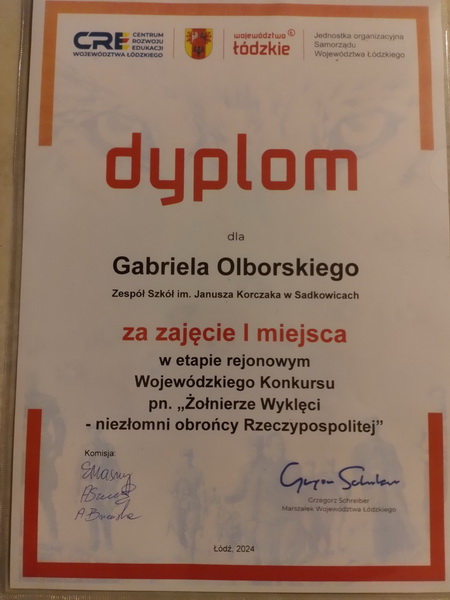 CRE CENTRUM
ROZWOJU
EDUKACJI
WOJEWÓDZTWA ŁÓDZKIEGO
województwo
łódzkie
Jednostka organizacyjna
Samorządu
Województwa Łódzkiego
dyplom
dla
Gabriela Olborskiego
Zespół Szkół im. Janusza Korczaka w Sadkowicach
za zajęcie I miejsca
w etapie rejonowym
Wojewódzkiego Konkursu
pn. „Żołnierze Wyklęci
- niezłomni obrońcy Rzeczypospolitej”
Komisja:
Grzegorz Schreiber
Marszałek Województwa Łódzkiego
Łódź, 2024